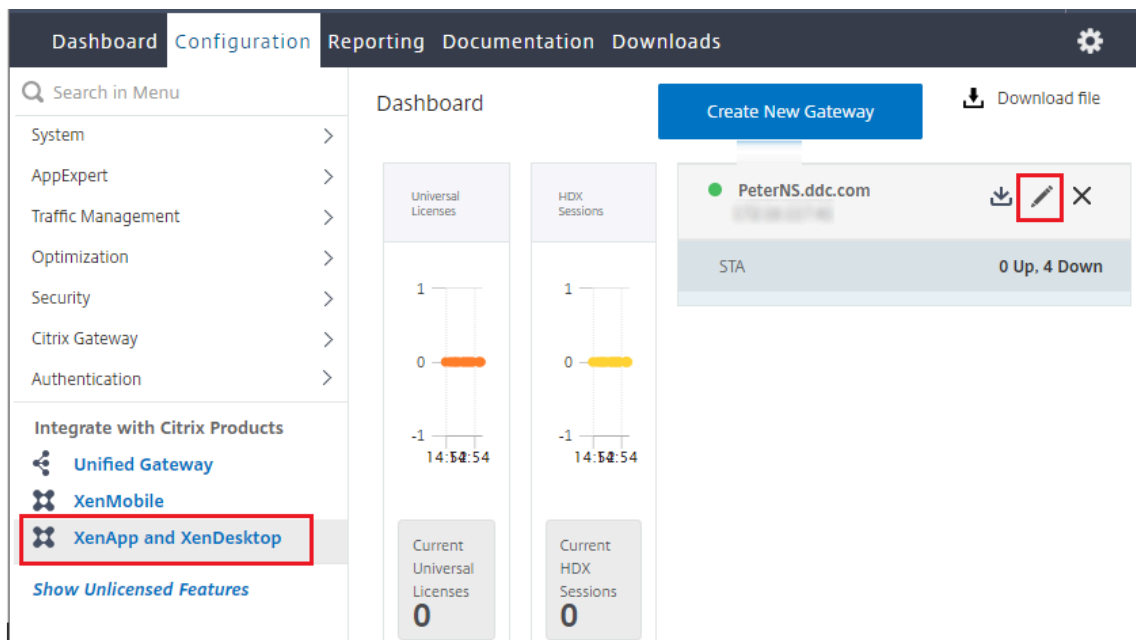 Dashboard Configuration Reporting Documentation Downloads
Search in Menu
System
AppExpert
Traffic Management
Optimization
Security
Citrix Gateway
Authentication
Integrate with Citrix Products
Unified Gateway
XenMobile
XenApp and XenDesktop
Show Unlicensed Features
Dashboard
Create New Gateway
Download file
Universal
Licenses
1
0
-1
Current
Universal
Licenses
0
HDX
Sessions
1
0
-1
Current
HDX
Sessions
0
PeterNS.ddc.com
STA 0 Up, 4 Down